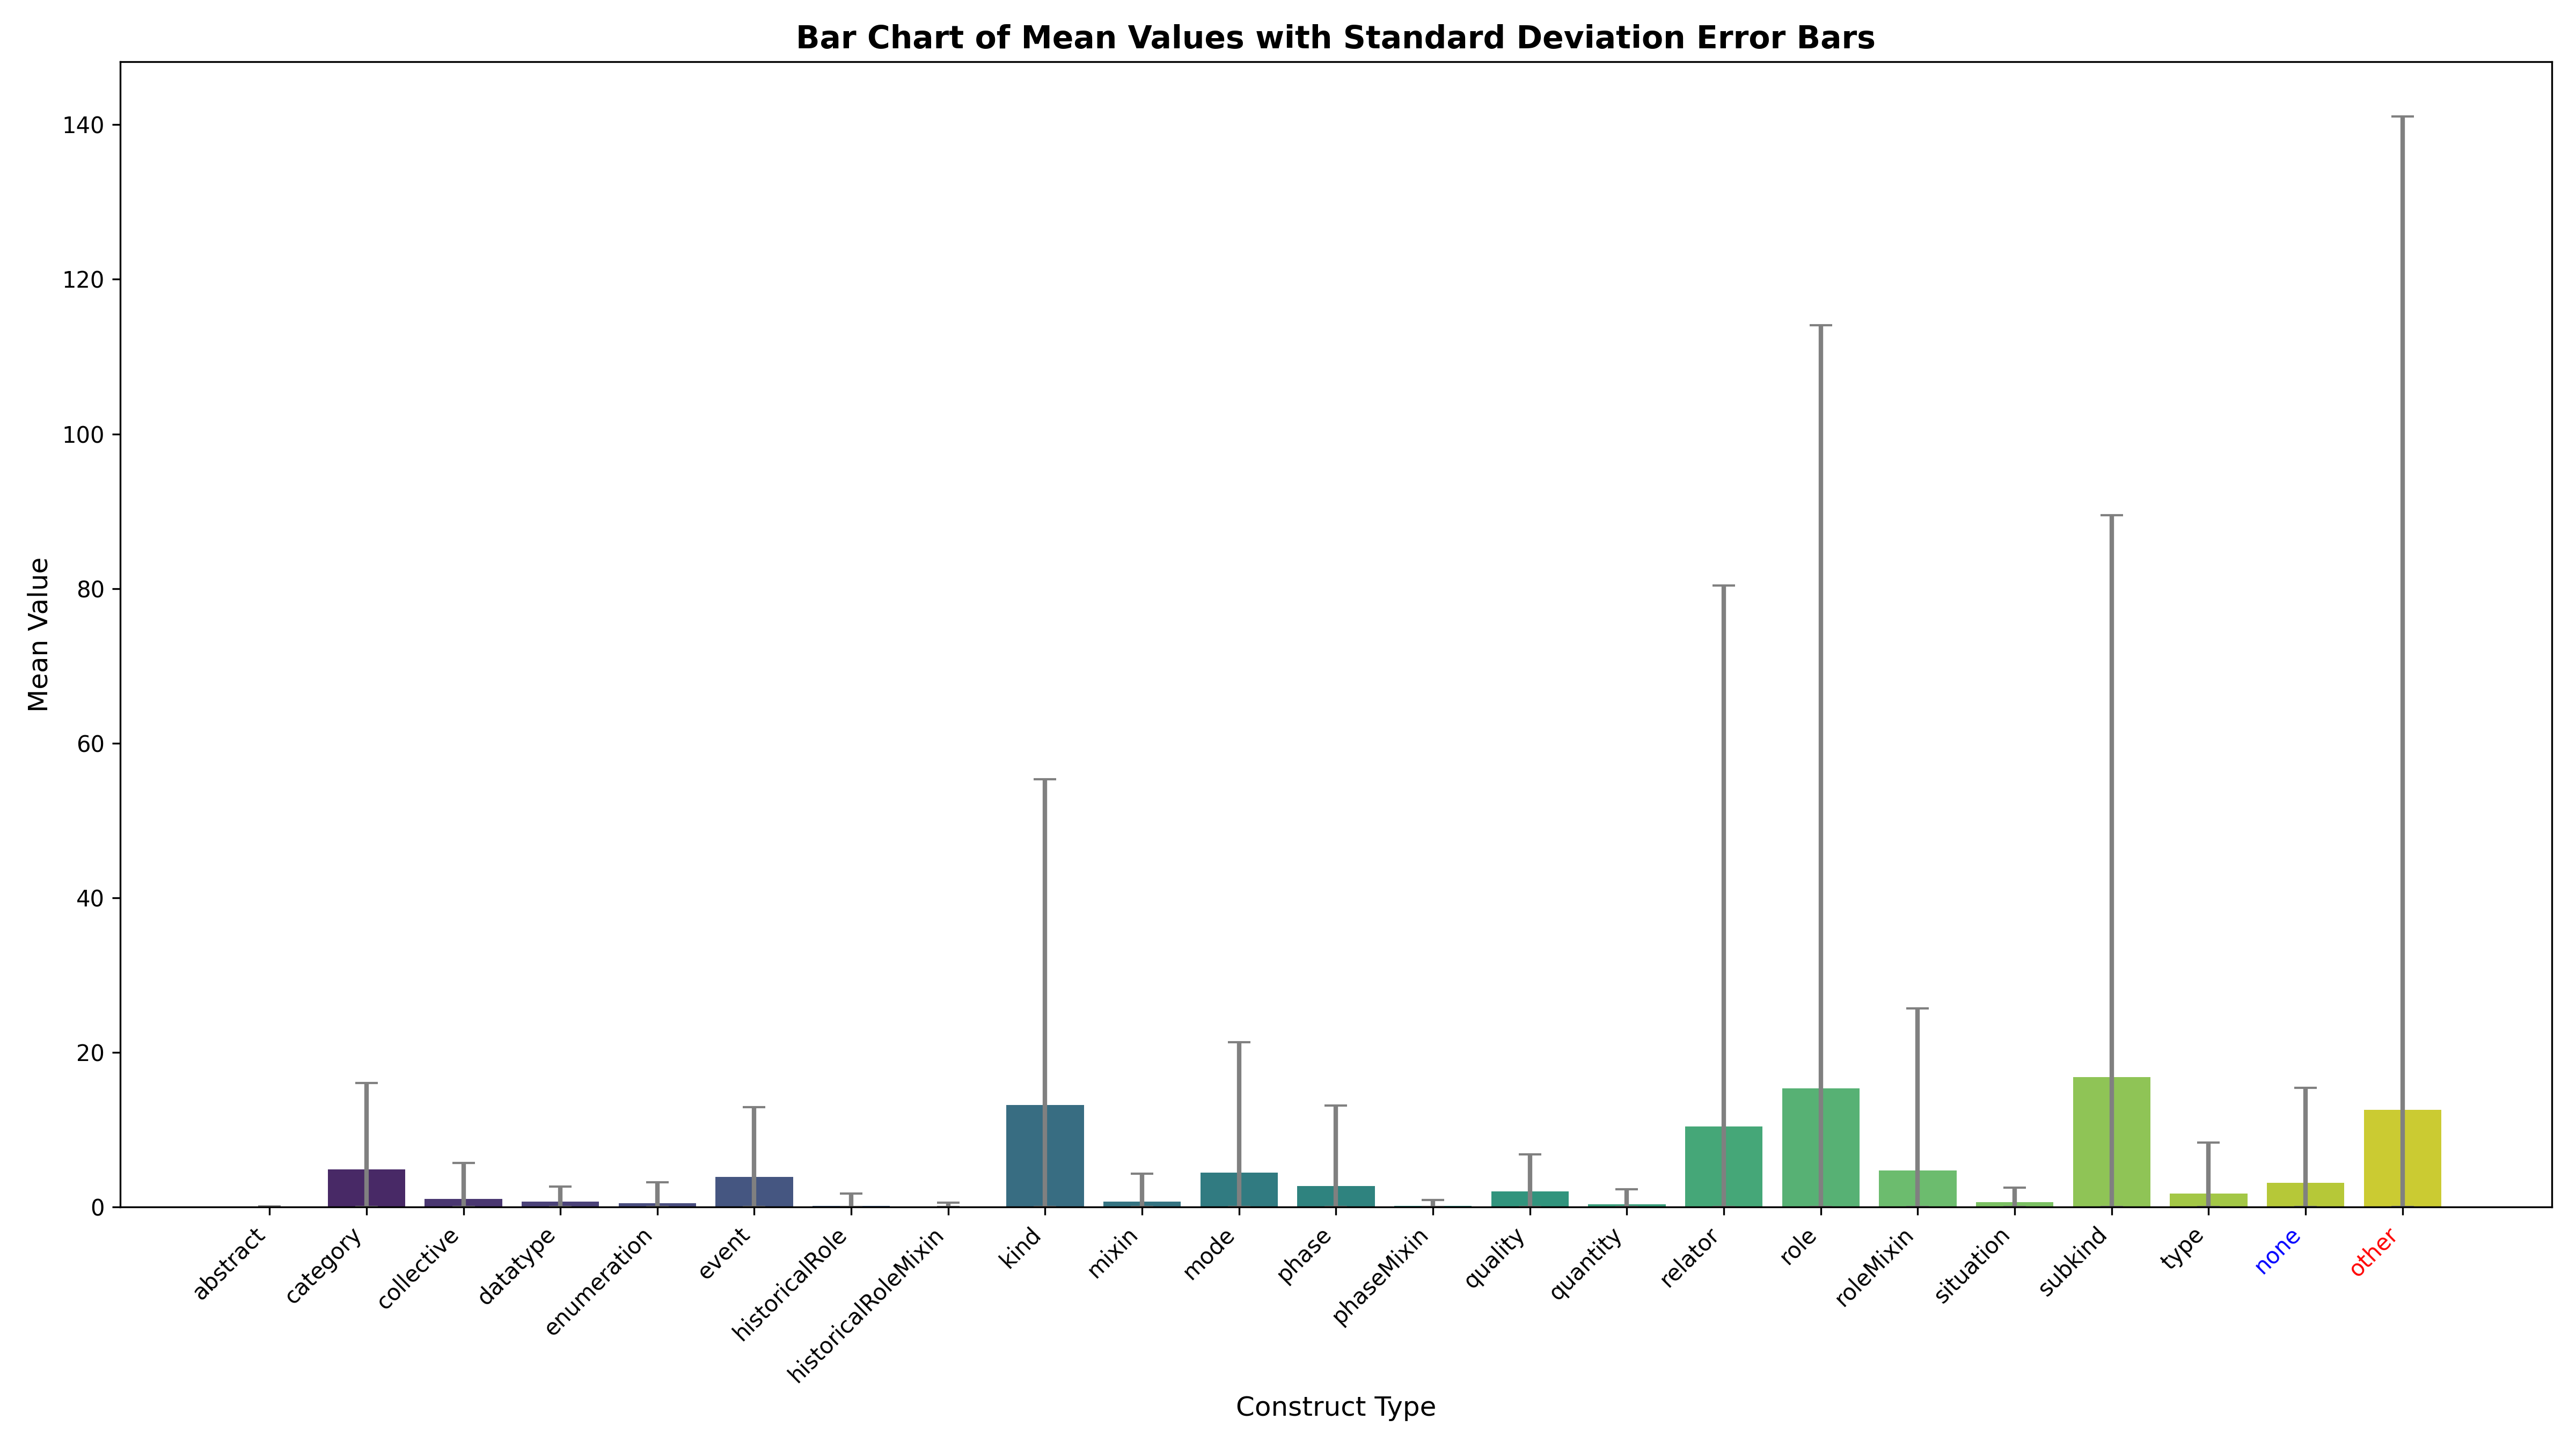 Bar Chart of Mean Values with Standard Deviation Error Bars
Mean Value
140
120
100
80
60
40
20
0
abstract
category
collective
datatype
enumeration
event
historicalRole
historicalRoleMixin
kind
mixin
mode
phase
phaseMixin
quality
quantity
relator
role
roleMixin
situation
subkind
type
none
other
Construct Type